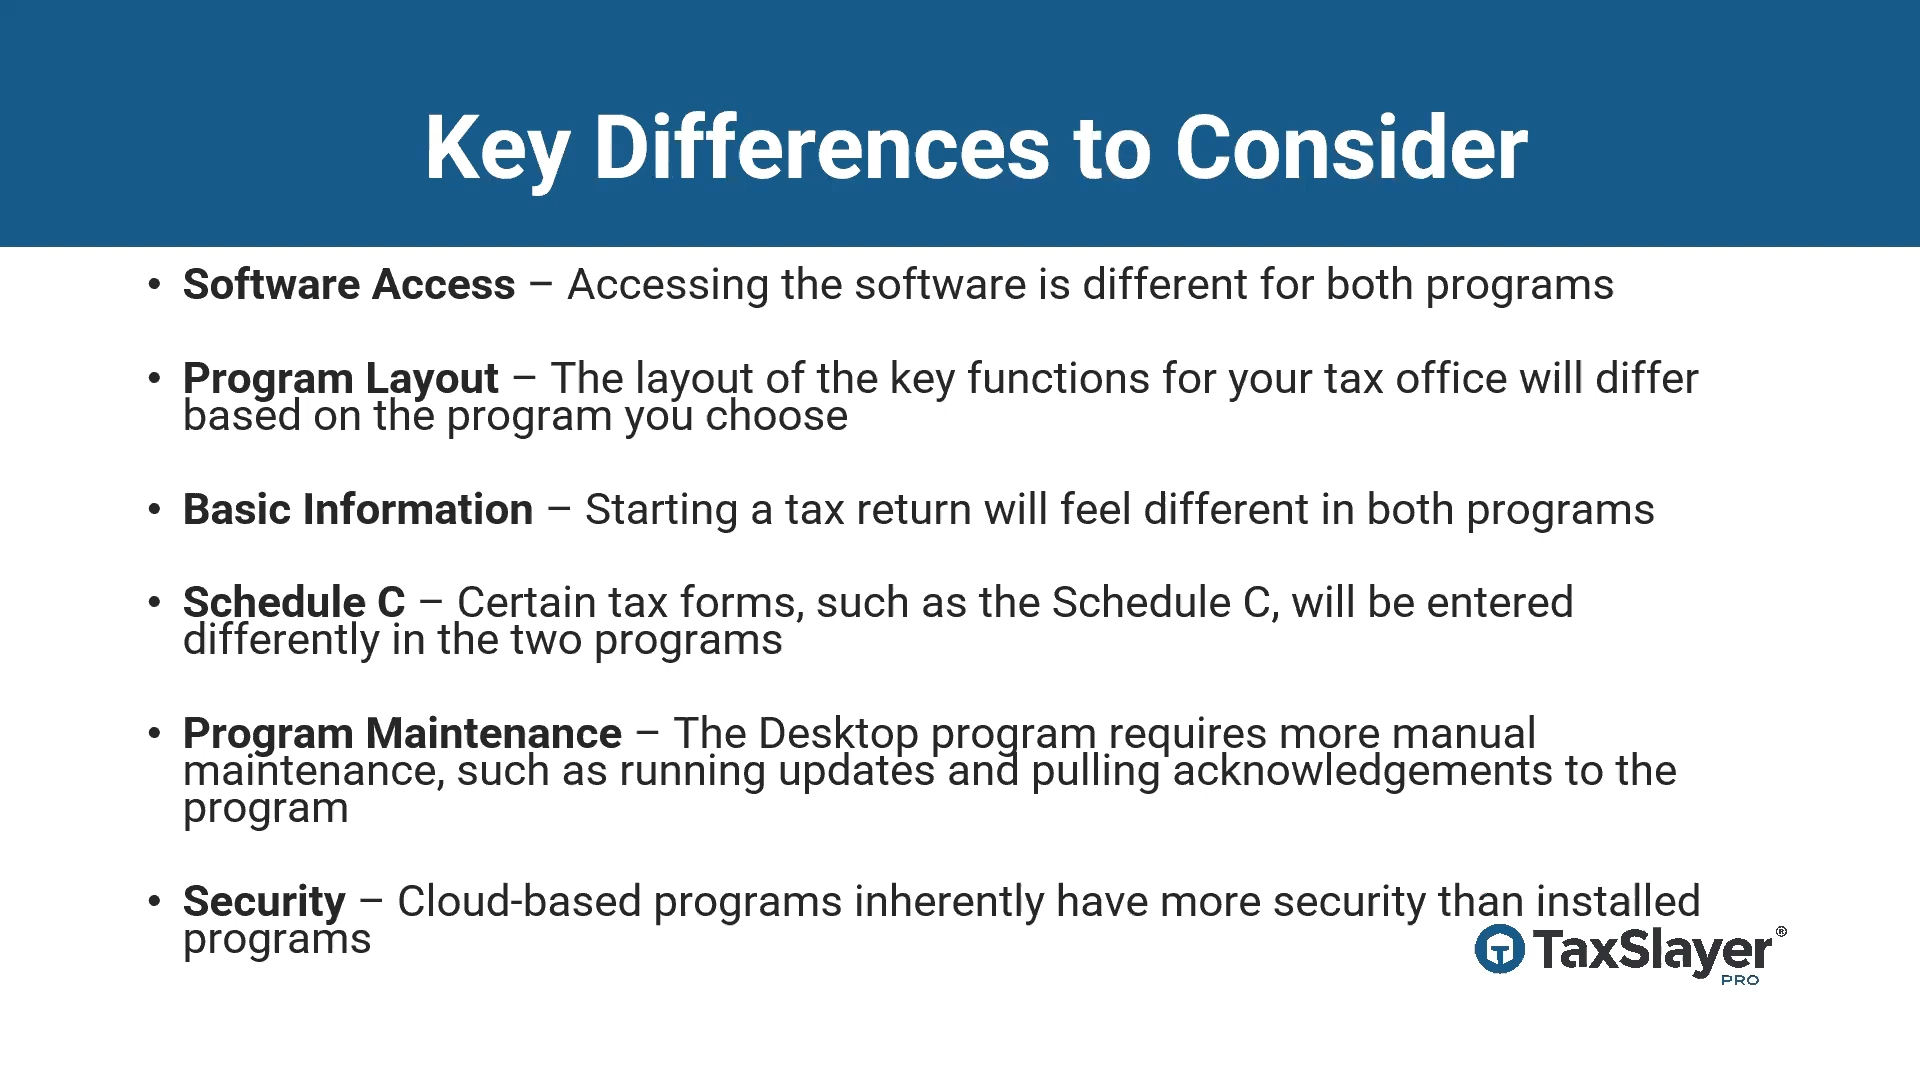 Key Differences to Consider
• Software Access – Accessing the software is different for both programs
• Program Layout – The layout of the key functions for your tax office will differ
based on the program you choose
• Basic Information – Starting a tax return will feel different in both programs
• Schedule C – Certain tax forms, such as the Schedule C, will be entered
differently in the two programs
• Program Maintenance – The Desktop program requires more manual
maintenance, such as running updates and pulling acknowledgements to the
program
• Security – Cloud-based programs inherently have more security than installed
programs
TaxSlayer®
PRO